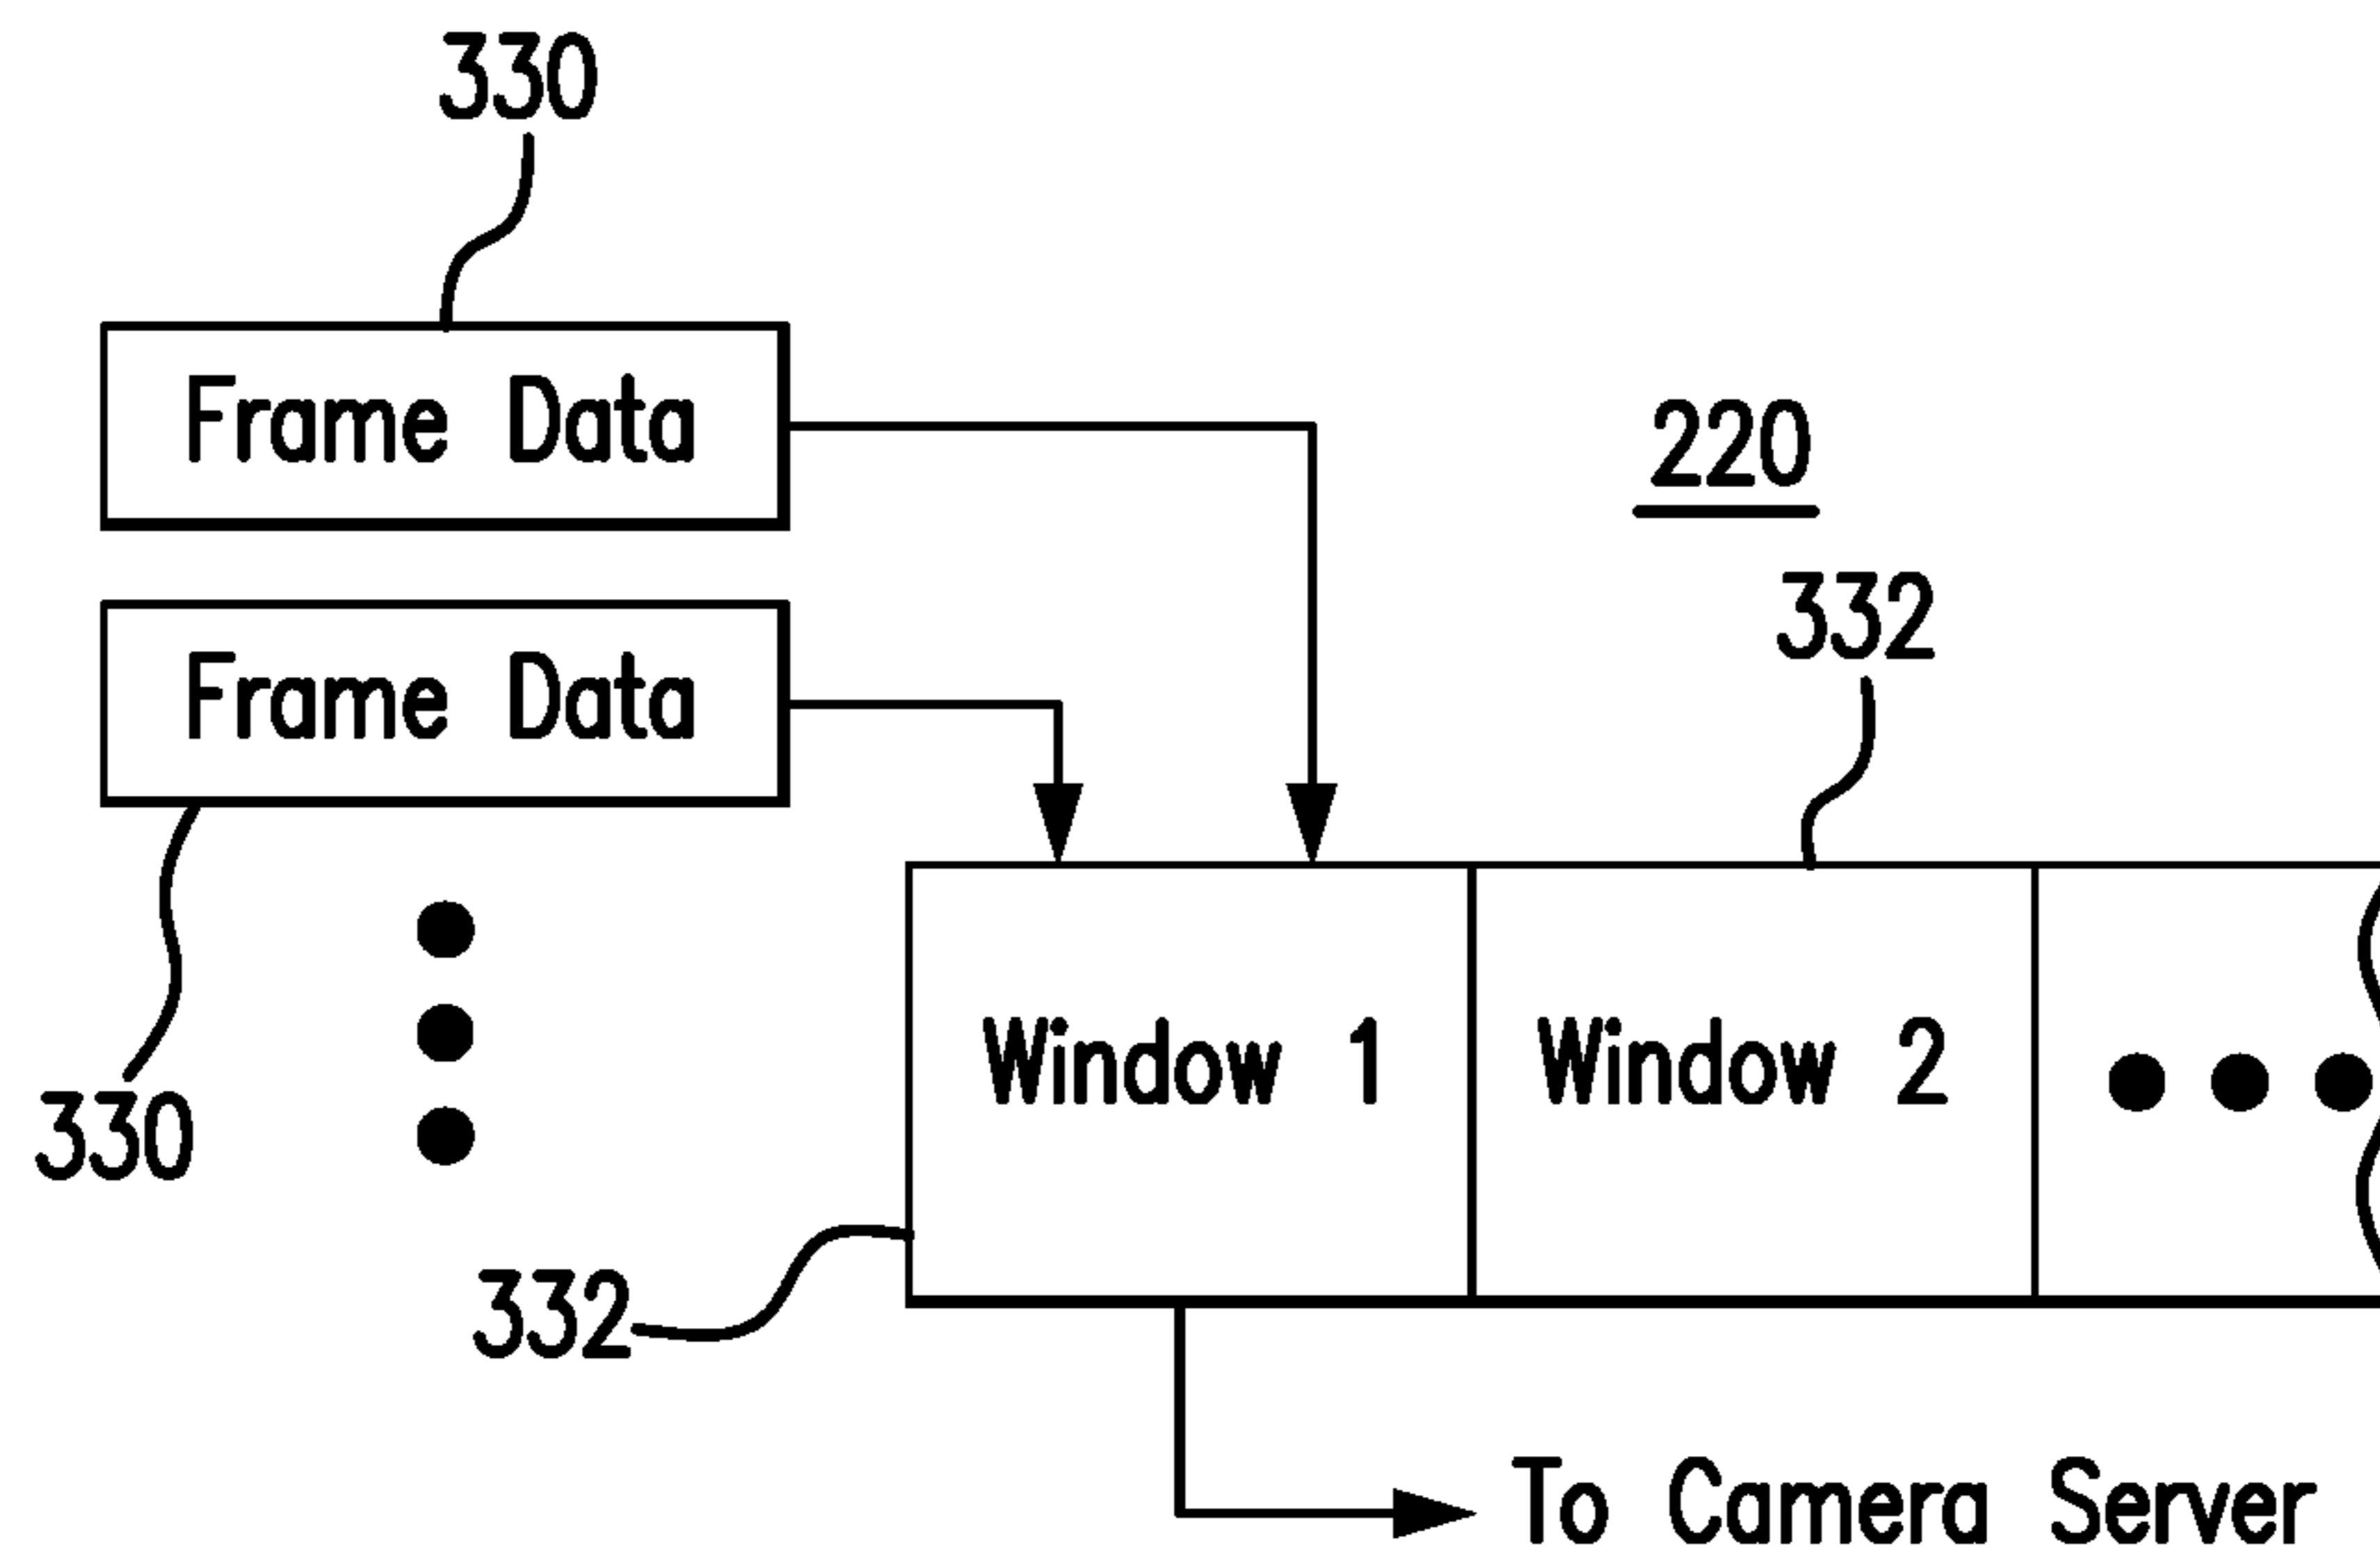 330
Frame Data
220
332
Frame Data
Window 1
Window 2
330
332
To Camera Server